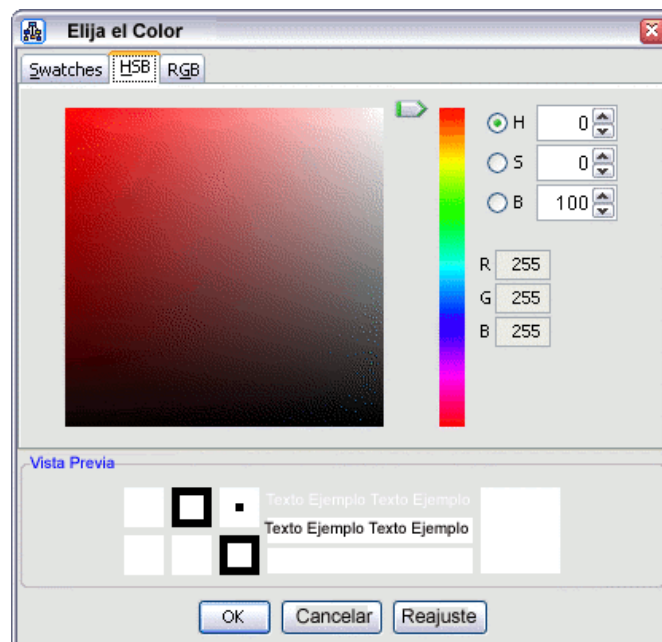 Elija el Color
Swatches HSB RGB
H 0
S 0
B 100
R 255
G 255
B 255
Vista Previa
Texto Ejemplo Texto Ejemplo
Texto Ejemplo Texto Ejemplo
OK Cancelar Reajuste